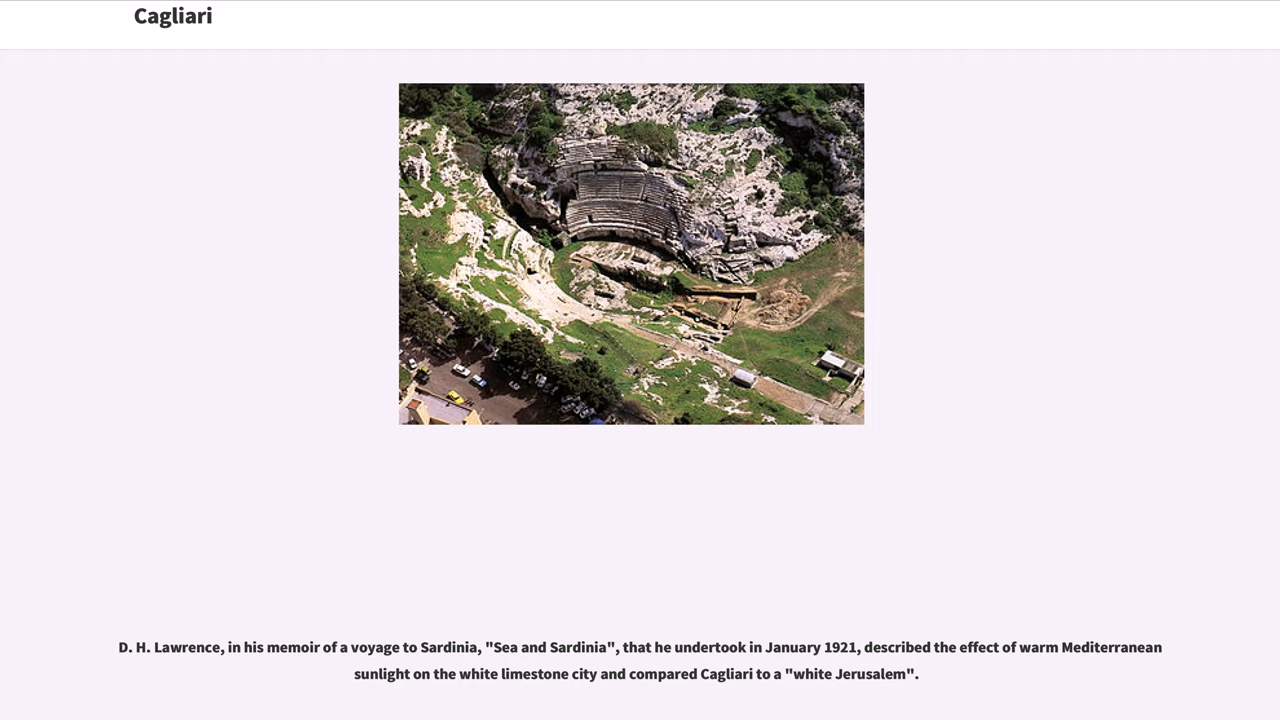 Cagliari
D. H. Lawrence, in his memoir of a voyage to Sardinia, "Sea and Sardinia", that he undertook in January 1921, described the effect of warm Mediterranean
sunlight on the white limestone city and compared Cagliari to a "white Jerusalem".